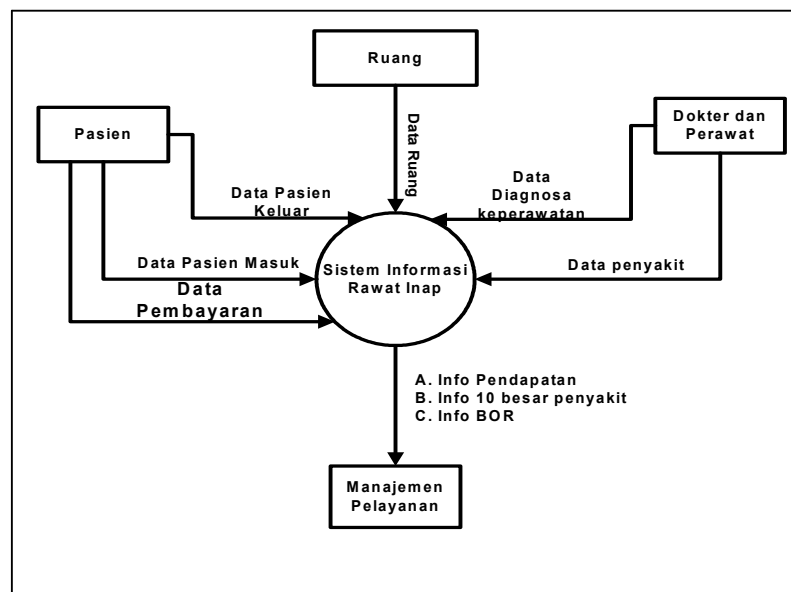 Ruang
Pasien
Dokter dan
Perawat
Data Ruang
Data Pasien
Keluar
Data
Diagnosa
keperawatan
Data Pasien Masuk
Data
Pembayaran
Sistem Informasi
Rawat Inap
Data penyakit
A. Info Pendapatan
B. Info 10 besar penyakit
C. Info BOR
Manajemen
Pelayanan